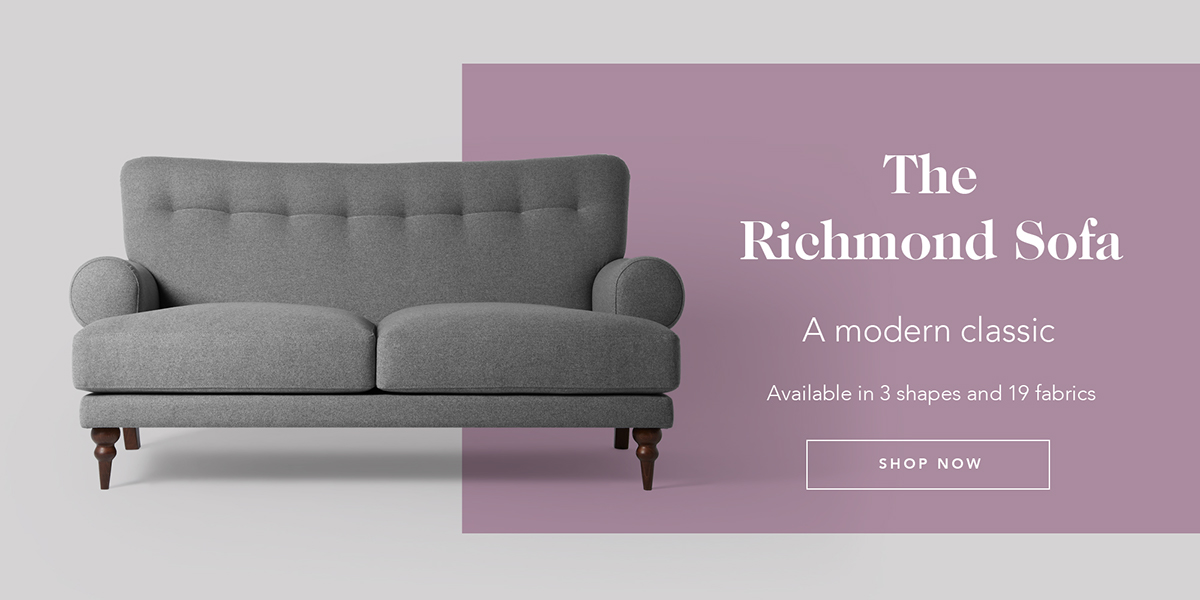 The
Richmond Sofa
A modern classic
Available in 3 shapes and 19 fabrics
SHOP NOW